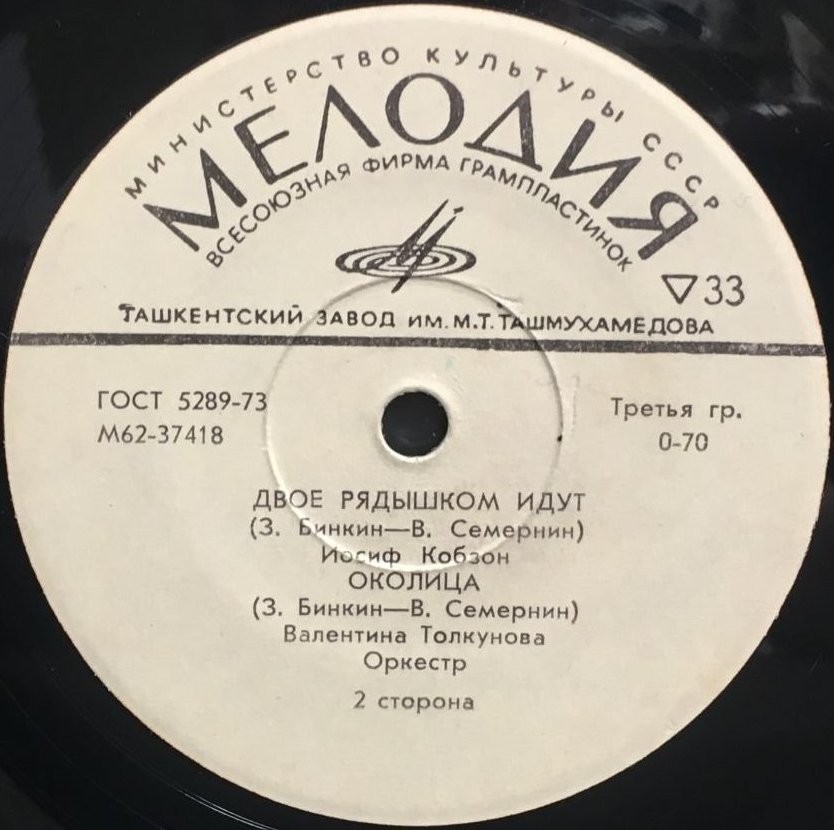 МИНИСТЕРСТВО КУЛЬТУРЫ СССР
МЕЛОДИЯ
ВСЕСОЮЗНАЯ ФИРМА ГРАМПЛАСТИНОК
33
ТАШКЕНТСКИЙ ЗАВОД ИМ. М.Т. ТАШМУХАМЕДОВА
ГОСТ 5289-73
М62-37418
Третья гр.
0-70
ДВОЕ РЯДЫШКОМ ИДУТ
(З. Бинкин—В. Семернин)
Иосиф Кобзон
ОКОЛИЦА
(З. Бинкин—В. Семернин)
Валентина Толкунова
Оркестр
2 сторона